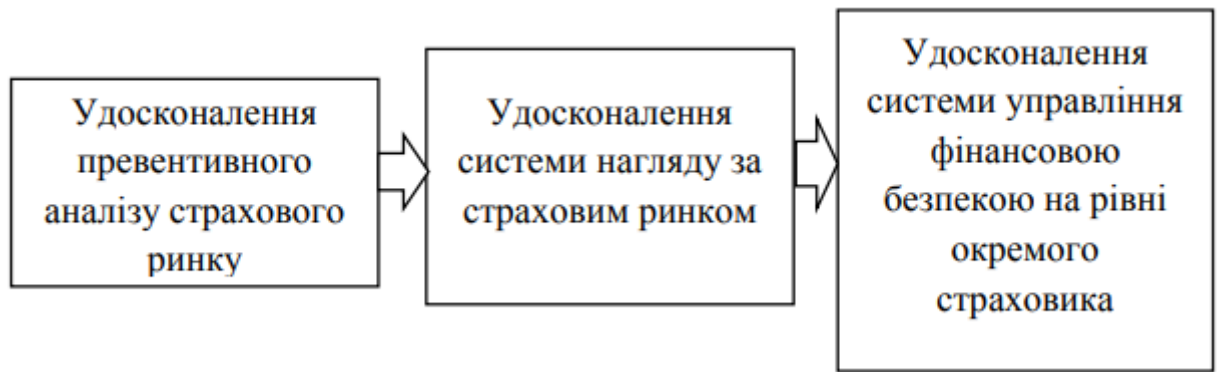 Удосконалення
превентивного
аналізу страхового
ринку
Удосконалення
системи нагляду за
страховим ринком
Удосконалення
системи управління
фінансовою
безпекою на рівні
окремого
страховика